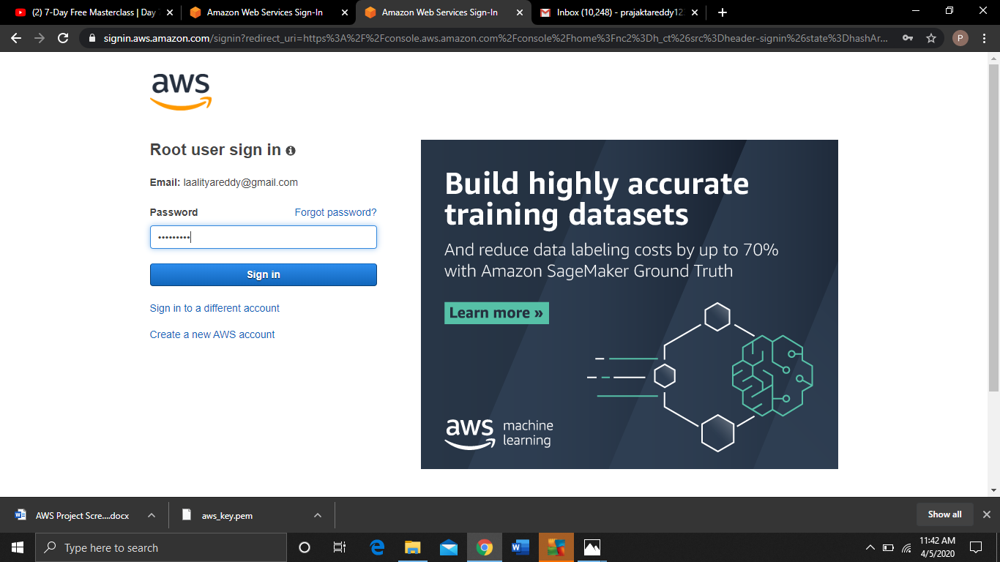 (2) 7-Day Free Masterclass | Day
Amazon Web Services Sign-In
Amazon Web Services Sign-In
Inbox (10,248) - prajaktareddy12
signin.aws.amazon.com/signin?redirect_uri=https%3A%2F%2Fconsole.aws.amazon.com%2Fconsole%2Fhome%3Fnc2%3Dh_ct%26src%3Dheader-signin%26state%3DhashAr...
P
aws
Root user sign in
Email: laalityareddy@gmail.com
Password Forgot password?
•••••••••
Sign in
Sign in to a different account
Create a new AWS account
Build highly accurate
training datasets
And reduce data labeling costs by up to 70%
with Amazon SageMaker Ground Truth
Learn more »
aws machine
learning
AWS Project Scre....docx
aws_key.pem
Show all
Type here to search
11:42 AM
4/5/2020